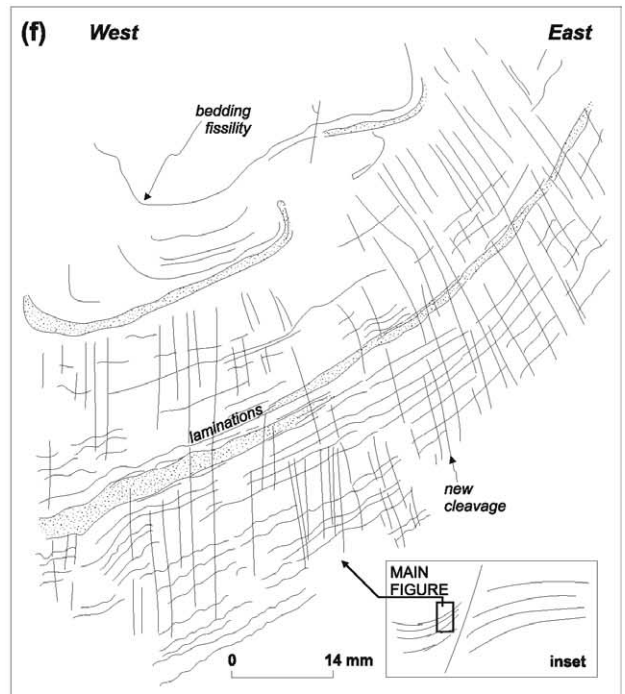 (f) West East
bedding
fissility
laminations
new
cleavage
MAIN
FIGURE
inset
0 14 mm